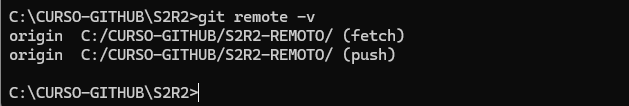 C:\CURSO-GITHUB\S2R2>git remote -v
origin  C:/CURSO-GITHUB/S2R2-REMOTO/ (fetch)
origin  C:/CURSO-GITHUB/S2R2-REMOTO/ (push)
C:\CURSO-GITHUB\S2R2>